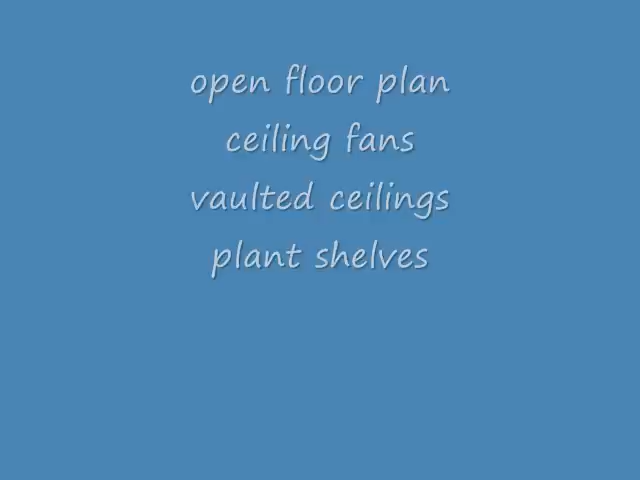 open floor plan
ceiling fans
vaulted ceilings
plant shelves